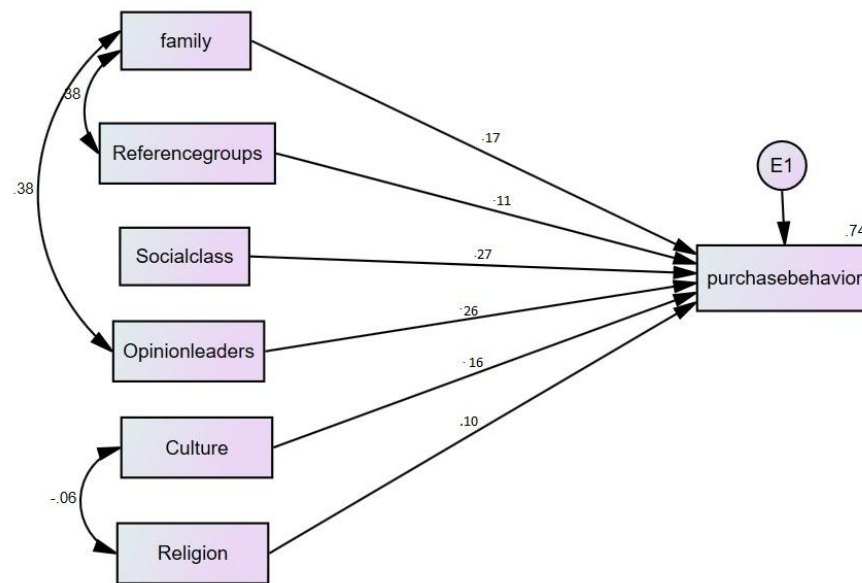 family
.38
.17
Referencegroups
E1
.38
.11
.74
Socialclass
.27
purchasebehavior
.26
Opinionleaders
.16
.10
Culture
-.06
Religion